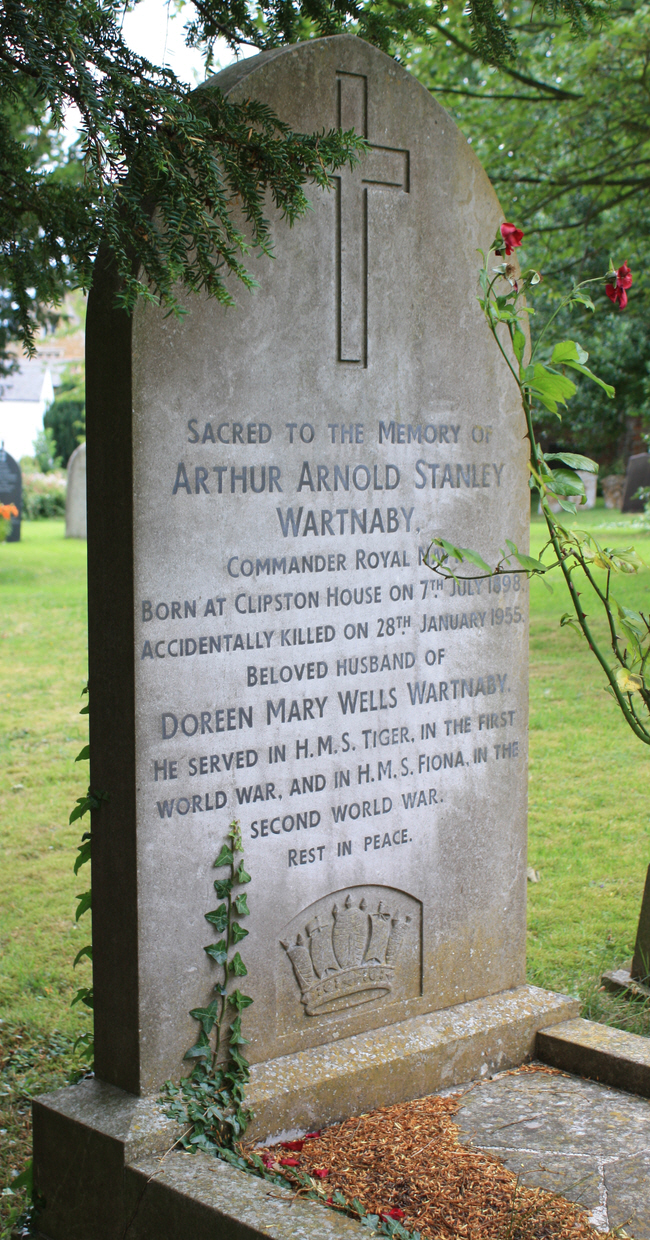 SACRED TO THE MEMORY OF
ARTHUR ARNOLD STANLEY
WARTNABY,
COMMANDER ROYAL
BORN AT CLIPSTON HOUSE ON 7TH JULY 1898.
ACCIDENTALLY KILLED ON 28TH. JANUARY 1955.
BELOVED HUSBAND OF
DOREEN MARY WELLS WARTNABY.
HE SERVED IN H.M.S. TIGER, IN THE FIRST
WORLD WAR, AND IN H.M.S. FIONA, IN THE
SECOND WORLD WAR.
REST IN PEACE.